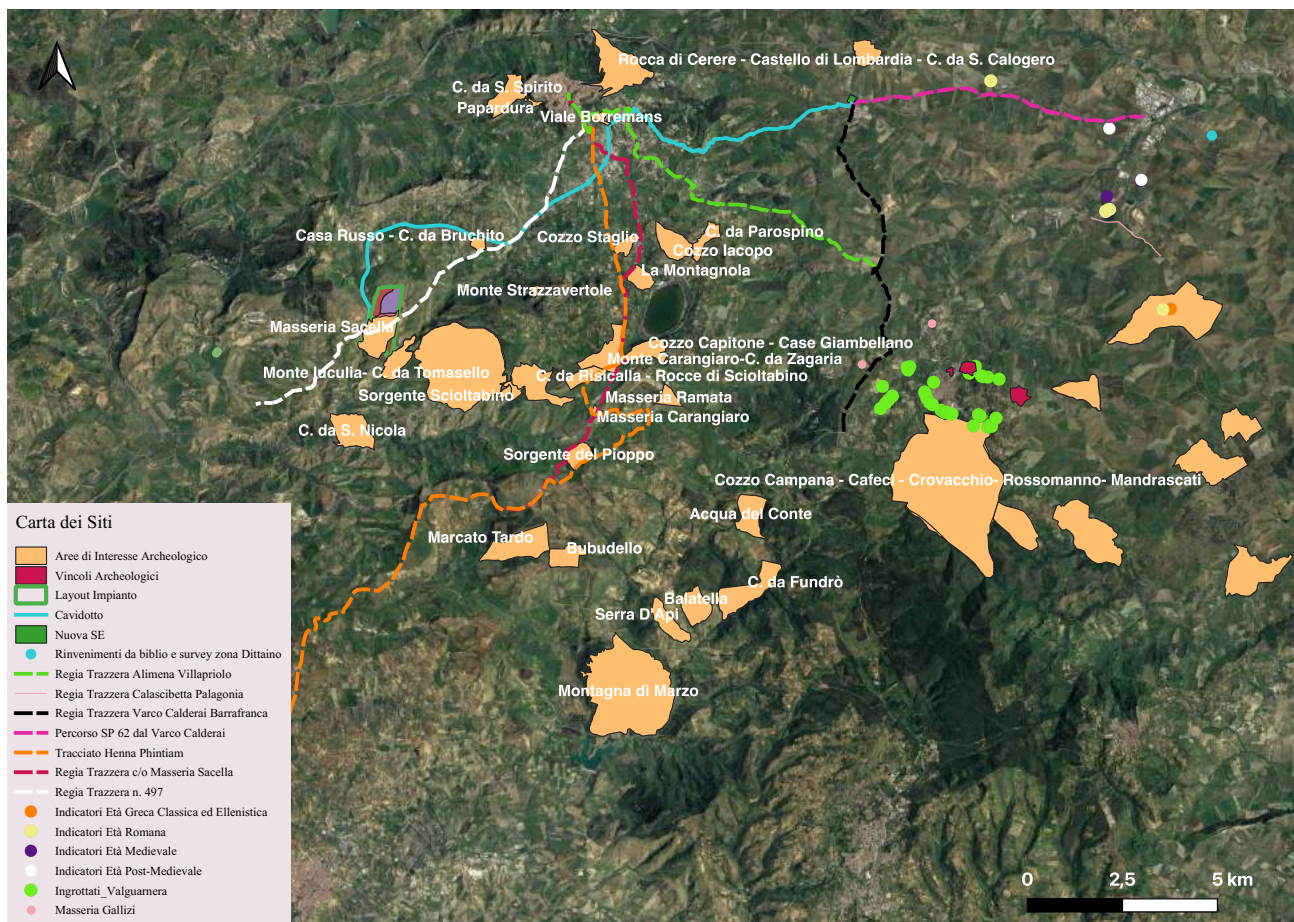 Rocca di Cerere - Castello di Lombardia - C. da S. Calogero
C. da S. Spirito
Papardura
Viale Borremans
Casa Russo - C. da Bruchito
Cozzo Staglio
C. da Parospino
Cozzo Iacopo
La Montagnola
Monte Strazzavertole
Masseria Sacella
Cozzo Capitone - Case Giambellano
Monte Carangiaro-C. da Zagaria
Monte Iuculia- C. da Tomasello
C. da Risicalla - Rocce di Scioltabino
Sorgente Scioltabino
Masseria Ramata
Masseria Carangiaro
C. da S. Nicola
Sorgente del Pioppo
Cozzo Campana - Cafeci - Crovacchio- Rossomanno- Mandrascati
Acqua del Conte
Marcato Tardo
Bubudello
C. da Fundrò
Balatella
Serra D'Api
Montagna di Marzo
Carta dei Siti
Aree di Interesse Archeologico
Vincoli Archeologici
Layout Impianto
Cavidotto
Nuova SE
Rinvenimenti da biblio e survey zona Dittaino
Regia Trazzera Alimena Villapriolo
Regia Trazzera Calascibetta Palagonia
Regia Trazzera Varco Calderai Barrafranca
Percorso SP 62 dal Varco Calderai
Tracciato Henna Phintiam
Regia Trazzera c/o Masseria Sacella
Regia Trazzera n. 497
Indicatori Età Greca Classica ed Ellenistica
Indicatori Età Romana
Indicatori Età Medievale
Indicatori Età Post-Medievale
Ingrottati_Valguarnera
Masseria Gallizi
0 2,5 5 km